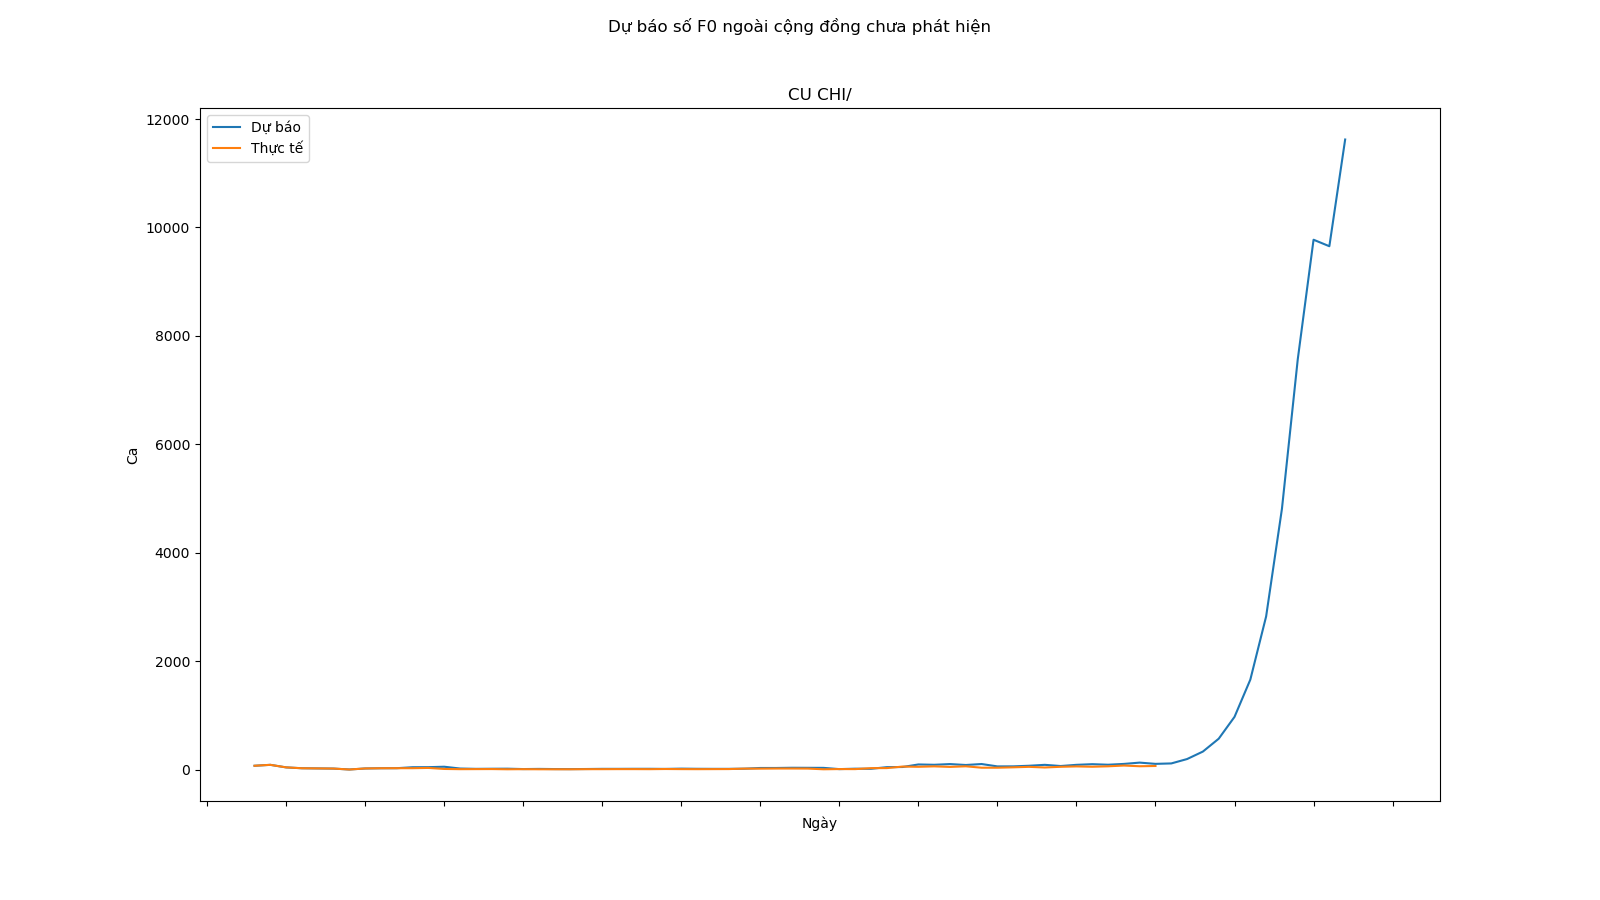 Dự báo số F0 ngoài cộng đồng chưa phát hiện
CU CHI/
12000
10000
8000
6000
4000
2000
0
Ca
Dự báo
Thực tế
Ngày